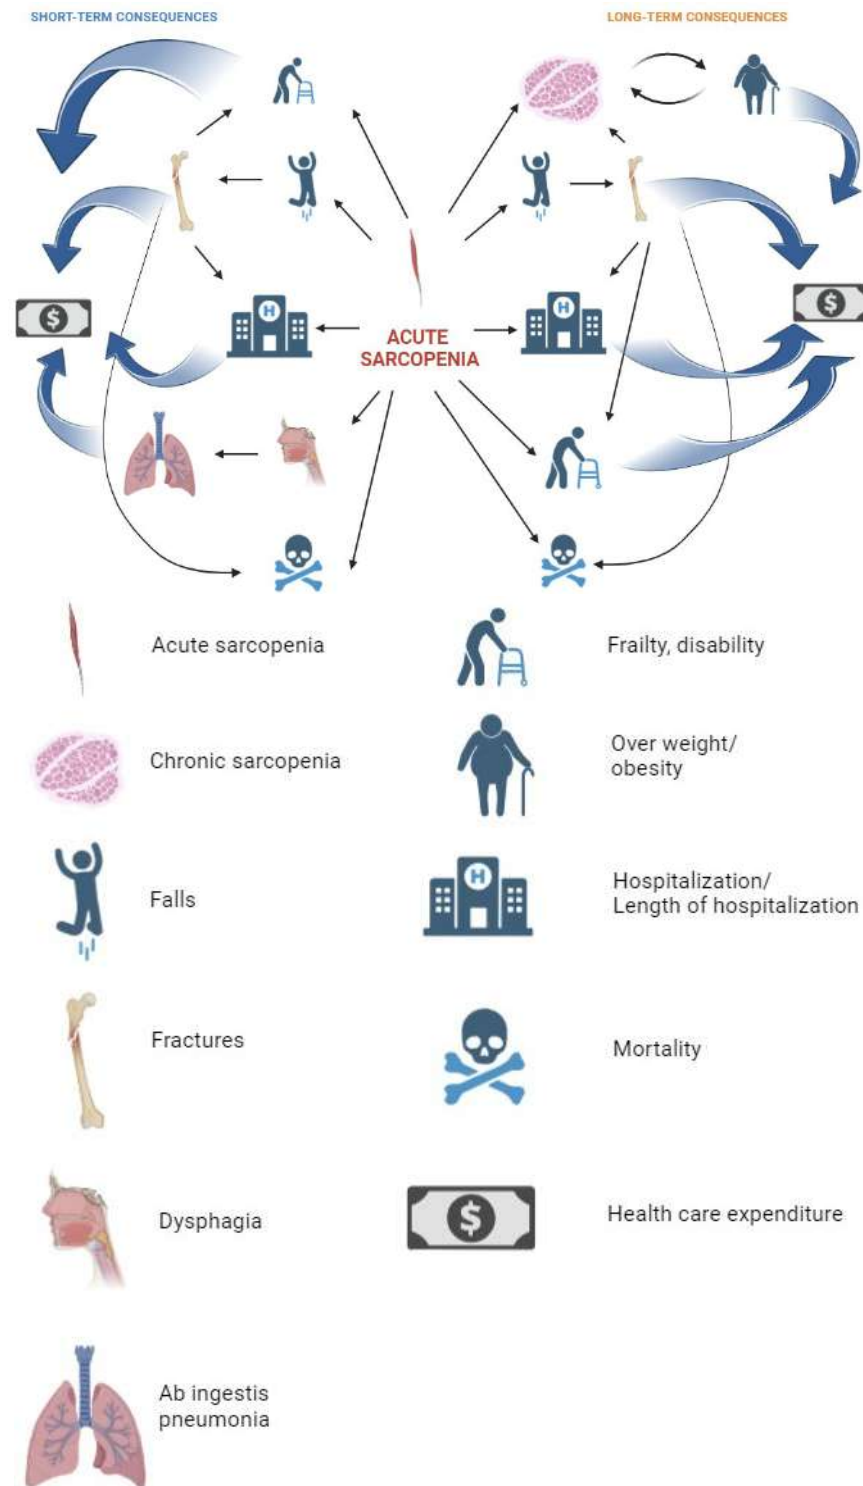 SHORT-TERM CONSEQUENCES
LONG-TERM CONSEQUENCES
$
H
H
$
ACUTE
SARCOPENIA
Acute sarcopenia
Frailty, disability
Chronic sarcopenia
Over weight/
obesity
Falls
H
Hospitalization/
Length of hospitalization
Fractures
Mortality
Dysphagia
$
Health care expenditure
Ab ingestis
pneumonia